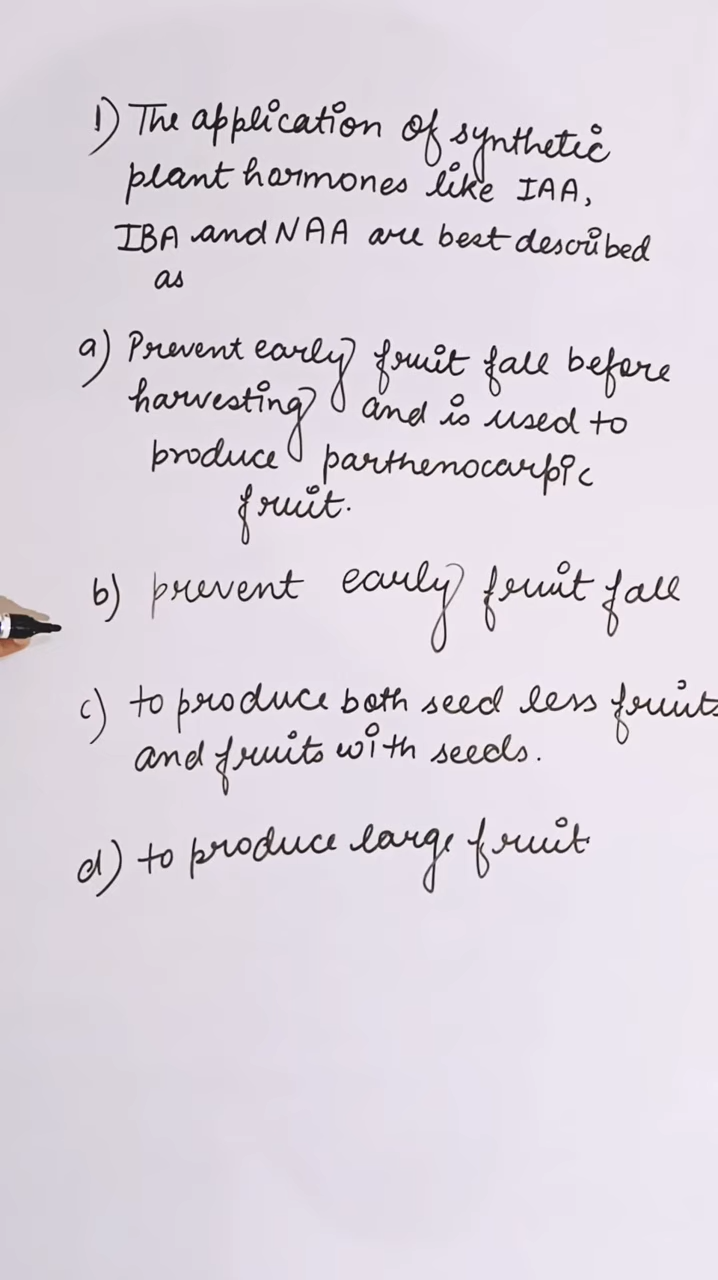 1) The application of synthetic
plant hormones like IAA,
IBA and NAA are best described
as
a) Prevent early fruit fall before
harvesting and is used to
produce parthenocarpic
fruit.
b) prevent early fruit fall
c) to produce both seed less fruits
and fruits with seeds.
d) to produce large fruit